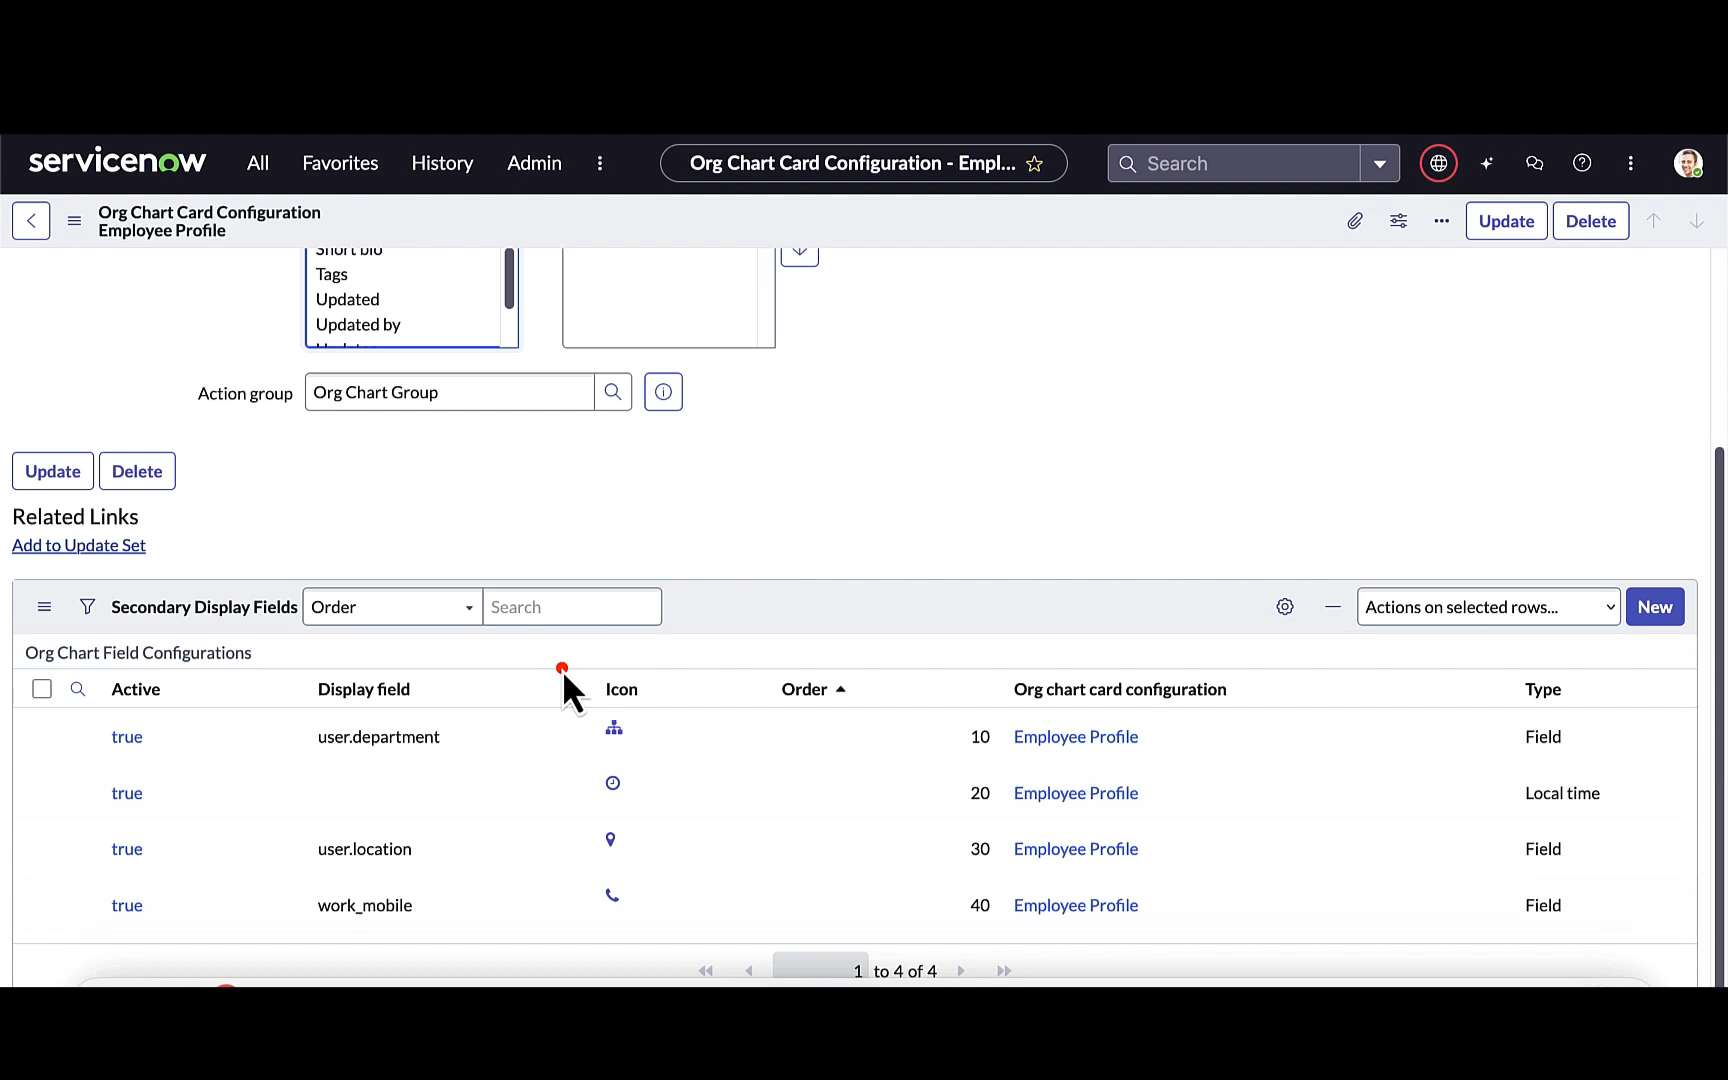 servicenow All Favorites History Admin Org Chart Card Configuration - Empl... Search
Org Chart Card Configuration
Employee Profile
Update Delete
Short bio
Tags
Updated
Updated by
Action group Org Chart Group
Update Delete
Related Links
Add to Update Set
Secondary Display Fields Order Search Actions on selected rows... New
Org Chart Field Configurations
Active Display field Icon Order Org chart card configuration Type
true user.department 10 Employee Profile Field
true 20 Employee Profile Local time
true user.location 30 Employee Profile Field
true work_mobile 40 Employee Profile Field
1 to 4 of 4